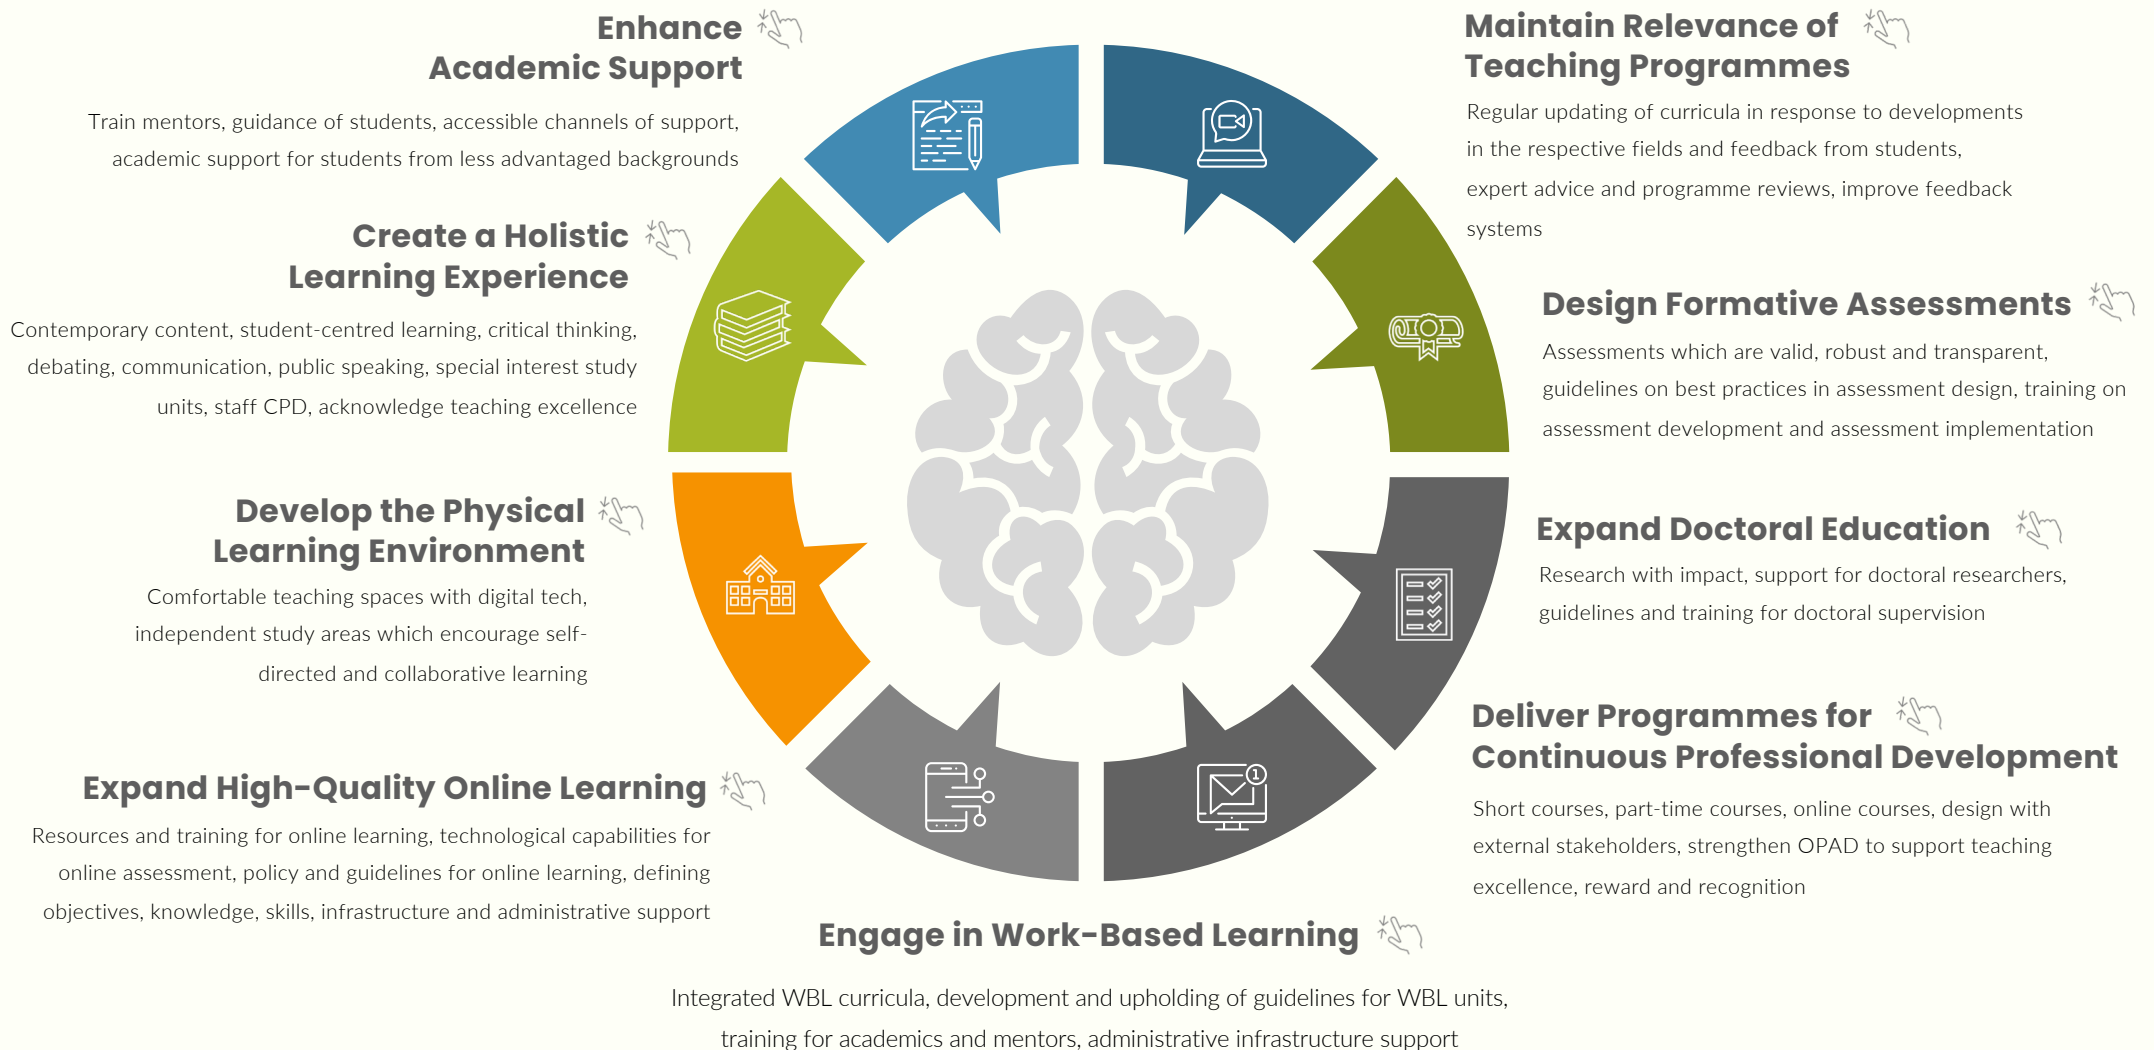 Enhance
Academic Support
Train mentors, guidance of students, accessible channels of support,
academic support for students from less advantaged backgrounds
Create a Holistic
Learning Experience
Contemporary content, student-centred learning, critical thinking,
debating, communication, public speaking, special interest study
units, staff CPD, acknowledge teaching excellence
Develop the Physical
Learning Environment
Comfortable teaching spaces with digital tech,
independent study areas which encourage self-
directed and collaborative learning
Expand High-Quality Online Learning
Resources and training for online learning, technological capabilities for
online assessment, policy and guidelines for online learning, defining
objectives, knowledge, skills, infrastructure and administrative support
Maintain Relevance of
Teaching Programmes
Regular updating of curricula in response to developments
in the respective fields and feedback from students,
expert advice and programme reviews, improve feedback
systems
Design Formative Assessments
Assessments which are valid, robust and transparent,
guidelines on best practices in assessment design, training on
assessment development and assessment implementation
Expand Doctoral Education
Research with impact, support for doctoral researchers,
guidelines and training for doctoral supervision
Deliver Programmes for
Continuous Professional Development
Short courses, part-time courses, online courses, design with
external stakeholders, strengthen OPAD to support teaching
excellence, reward and recognition
1
Engage in Work-Based Learning
Integrated WBL curricula, development and upholding of guidelines for WBL units,
training for academics and mentors, administrative infrastructure support